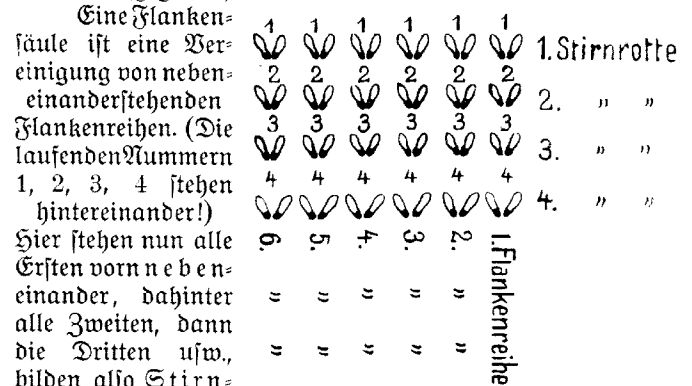 Eine Flanken=
säule ist eine Ver=
einigung von neben=
einanderstehenden
Flankenreihen. (Die
laufenden Nummern
1, 2, 3, 4 stehen
hintereinander!)
Hier stehen nun alle
Ersten vorn neben=
einander, dahinter
alle Zweiten, dann
die Dritten usw.,
bilden also Stirn=
1 1 1 1 1 1
1. Stirnrotte
2 2 2 2 2 2
2. " "
3 3 3 3 3 3
3. " "
4 4 4 4 4 4
4. " "
6. 5. 4. 3. 2. 1. Flankenreihe
" " " " "
" " " " "